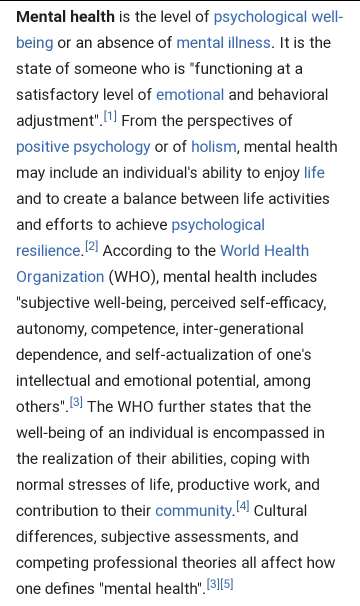 Mental health is the level of psychological well-
being or an absence of mental illness. It is the
state of someone who is "functioning at a
satisfactory level of emotional and behavioral
adjustment".[1] From the perspectives of
positive psychology or of holism, mental health
may include an individual's ability to enjoy life
and to create a balance between life activities
and efforts to achieve psychological
resilience.[2] According to the World Health
Organization (WHO), mental health includes
"subjective well-being, perceived self-efficacy,
autonomy, competence, inter-generational
dependence, and self-actualization of one's
intellectual and emotional potential, among
others".[3] The WHO further states that the
well-being of an individual is encompassed in
the realization of their abilities, coping with
normal stresses of life, productive work, and
contribution to their community.[4] Cultural
differences, subjective assessments, and
competing professional theories all affect how
one defines "mental health".[3][5]